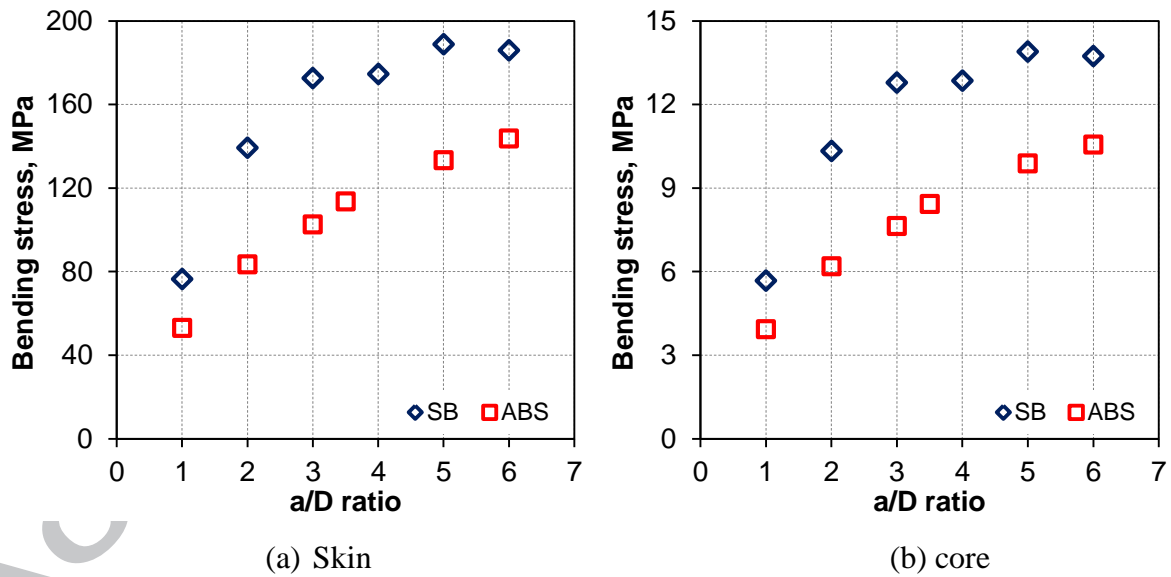 200
160
120
80
40
0
Bending stress, MPa
0 1 2 3 4 5 6 7
a/D ratio
SB ABS
(a) Skin
15
12
9
6
3
0
Bending stress, MPa
0 1 2 3 4 5 6 7
a/D ratio
SB ABS
(b) core